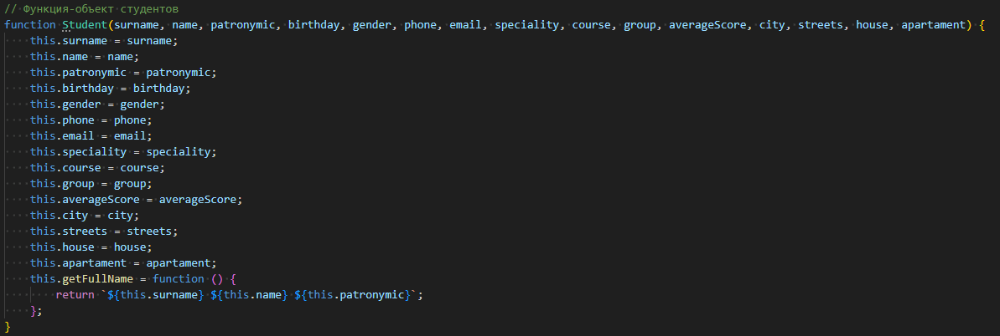 // Функция-объект студентов
function Student(surname, name, patronymic, birthday, gender, phone, email, speciality, course, group, averageScore, city, streets, house, apartament) {
    this.surname = surname;
    this.name = name;
    this.patronymic = patronymic;
    this.birthday = birthday;
    this.gender = gender;
    this.phone = phone;
    this.email = email;
    this.speciality = speciality;
    this.course = course;
    this.group = group;
    this.averageScore = averageScore;
    this.city = city;
    this.streets = streets;
    this.house = house;
    this.apartament = apartament;
    this.getFullName = function () {
        return `${this.surname} ${this.name} ${this.patronymic}`;
    };
}